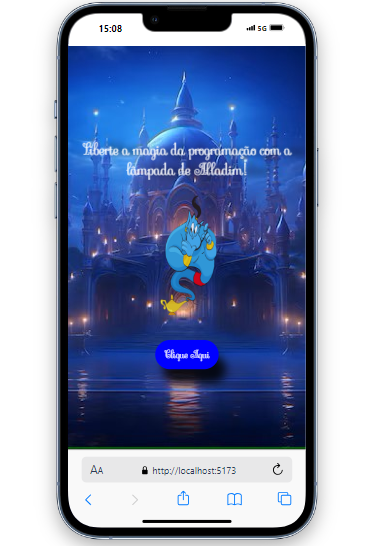 15:08
5G
Liberte a magia da programação com a
lâmpada de Alladim!
Clique Aqui
AA
http://localhost:5173